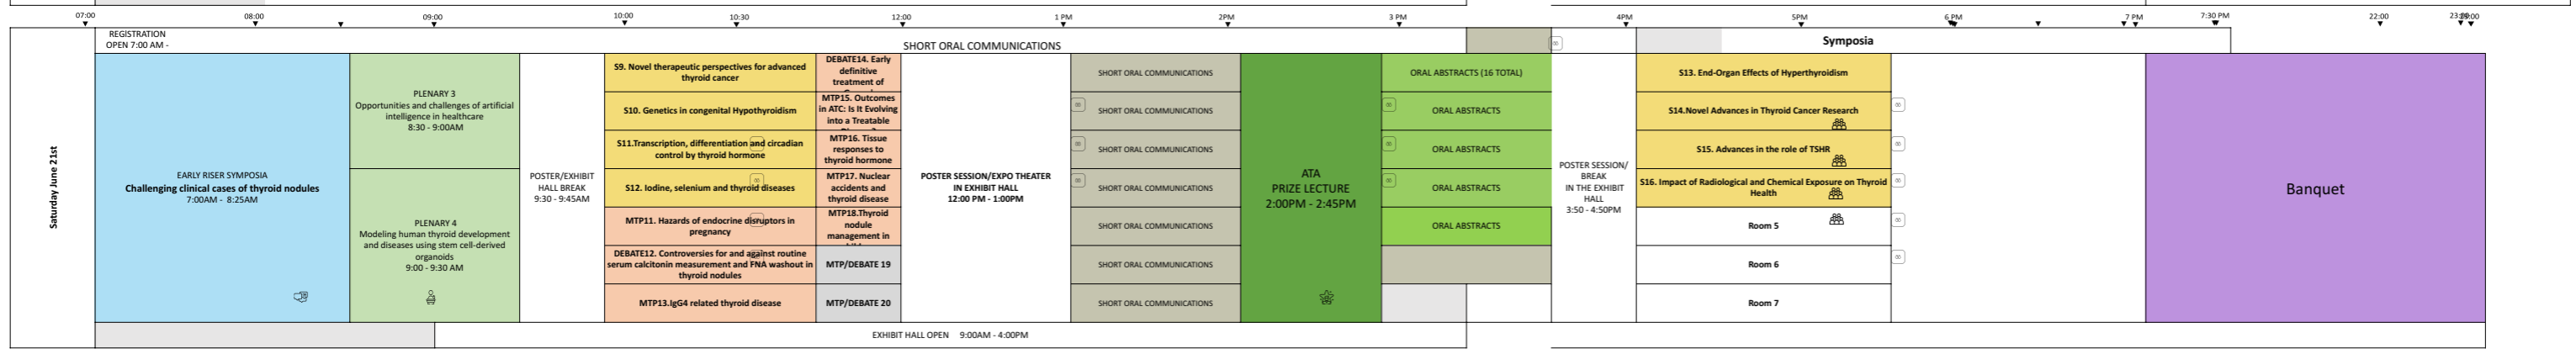 07:00
08:00
09:00
10:00
10:30
12:00
1 PM
2PM
3 PM
4PM
5PM
6 PM
7 PM
7:30 PM
22:00
REGISTRATION
OPEN 7:00 AM -
SHORT ORAL COMMUNICATIONS
Symposia
Saturday June 21st
EARLY RISER SYMPOSIA
Challenging clinical cases of thyroid nodules
7:00AM - 8:25AM
PLENARY 3
Opportunities and challenges of artificial
intelligence in healthcare
8:30 - 9:00AM
PLENARY 4
Modeling human thyroid development
and diseases using stem cell-derived
organoids
9:00 - 9:30 AM
POSTER/EXHIBIT
HALL BREAK
9:30 - 9:45AM
S9. Novel therapeutic perspectives for advanced
thyroid cancer
S10. Genetics in congenital Hypothyroidism
S11.Transcription, differentiation and circadian
control by thyroid hormone
S12. Iodine, selenium and thyroid diseases
MTP11. Hazards of endocrine disruptors in
pregnancy
DEBATE12. Controversies for and against routine
serum calcitonin measurement and FNA washout in
thyroid nodules
MTP13.IgG4 related thyroid disease
DEBATE14. Early
definitive
treatment of
MTP15. Outcomes
in ATC: Is It Evolving
into a Treatable
MTP16. Tissue
responses to
thyroid hormone
MTP17. Nuclear
accidents and
thyroid disease
MTP18.Thyroid
nodule
management in
MTP/DEBATE 19
MTP/DEBATE 20
POSTER SESSION/EXPO THEATER
IN EXHIBIT HALL
12:00 PM - 1:00PM
SHORT ORAL COMMUNICATIONS
SHORT ORAL COMMUNICATIONS
SHORT ORAL COMMUNICATIONS
SHORT ORAL COMMUNICATIONS
SHORT ORAL COMMUNICATIONS
SHORT ORAL COMMUNICATIONS
SHORT ORAL COMMUNICATIONS
ATA
PRIZE LECTURE
2:00PM - 2:45PM
ORAL ABSTRACTS (16 TOTAL)
ORAL ABSTRACTS
ORAL ABSTRACTS
ORAL ABSTRACTS
ORAL ABSTRACTS
POSTER SESSION/
BREAK
IN THE EXHIBIT
HALL
3:50 - 4:50PM
S13. End-Organ Effects of Hyperthyroidism
S14.Novel Advances in Thyroid Cancer Research
S15. Advances in the role of TSHR
S16. Impact of Radiological and Chemical Exposure on Thyroid
Health
Room 5
Room 6
Room 7
Banquet
EXHIBIT HALL OPEN 9:00AM - 4:00PM